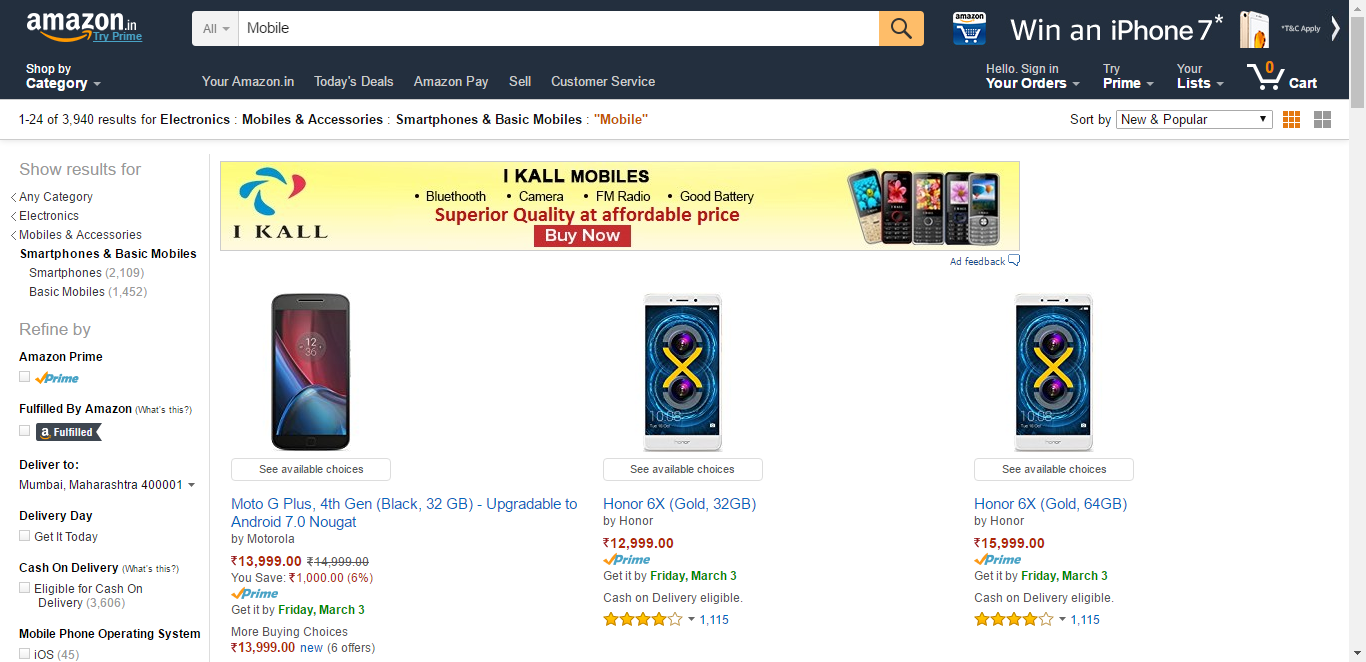 amazon.in
Try Prime
All
Mobile
amazon
Win an iPhone 7*
*T&C Apply
Shop by
Category
Your Amazon.in
Today's Deals
Amazon Pay
Sell
Customer Service
Hello. Sign in
Your Orders
Try
Prime
Your
Lists
0
Cart
1-24 of 3,940 results for Electronics : Mobiles & Accessories : Smartphones & Basic Mobiles : "Mobile"
Sort by New & Popular
Show results for
Any Category
Electronics
Mobiles & Accessories
Smartphones & Basic Mobiles
Smartphones (2,109)
Basic Mobiles (1,452)
Refine by
Amazon Prime
Prime
Fulfilled By Amazon (What's this?)
a Fulfilled
Deliver to:
Mumbai, Maharashtra 400001
Delivery Day
Get It Today
Cash On Delivery (What's this?)
Eligible for Cash On
Delivery (3,606)
Mobile Phone Operating System
iOS (45)
I KALL
I KALL MOBILES
• Bluethooth • Camera • FM Radio • Good Battery
Superior Quality at affordable price
Buy Now
Ad feedback
12
36
See available choices
Moto G Plus, 4th Gen (Black, 32 GB) - Upgradable to
Android 7.0 Nougat
by Motorola
₹13,999.00 ₹14,999.00
You Save: ₹1,000.00 (6%)
Prime
Get it by Friday, March 3
More Buying Choices
₹13,999.00 new (6 offers)
10:08
honor
See available choices
Honor 6X (Gold, 32GB)
by Honor
₹12,999.00
Prime
Get it by Friday, March 3
Cash on Delivery eligible.
1,115
10:08
honor
See available choices
Honor 6X (Gold, 64GB)
by Honor
₹15,999.00
Prime
Get it by Friday, March 3
Cash on Delivery eligible.
1,115